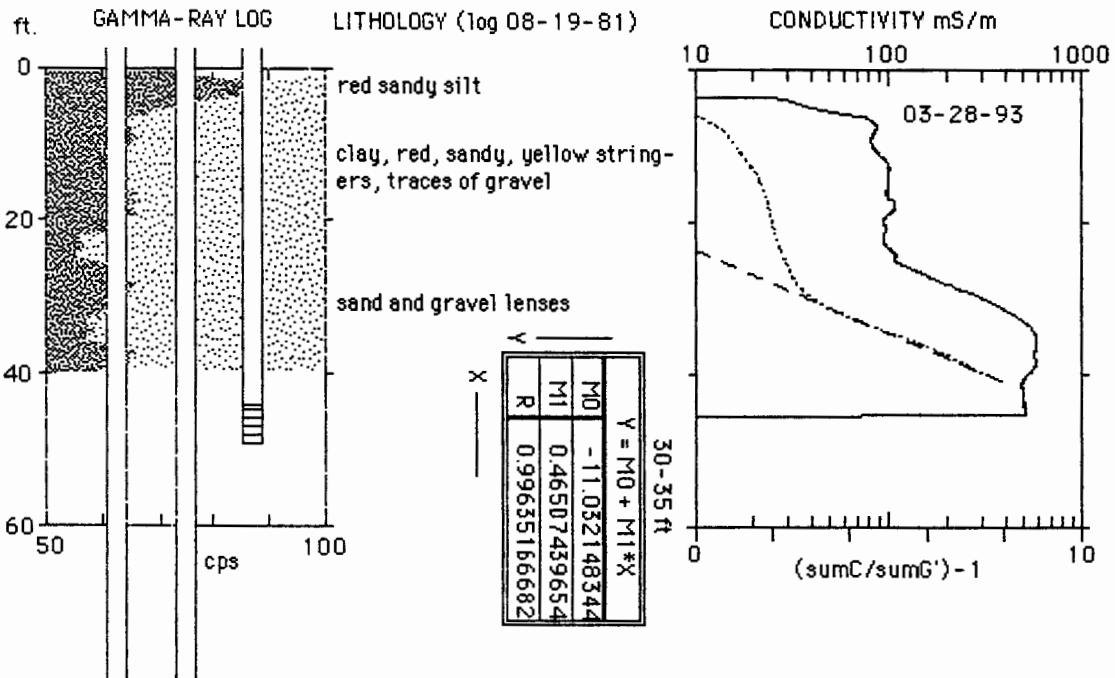 ft.
GAMMA-RAY LOG
LITHOLOGY (log 08-19-81)
CONDUCTIVITY mS/m
10
100
1000
0
20
40
60
50
100
cps
red sandy silt
clay, red, sandy, yellow string-
ers, traces of gravel
sand and gravel lenses
03-28-93
Y
X
30-35 ft
Y = M0 + M1*X
M0 -11.032148344
M1 0.46507439654
R 0.99635166682
0
10
(sumC/sumG')-1